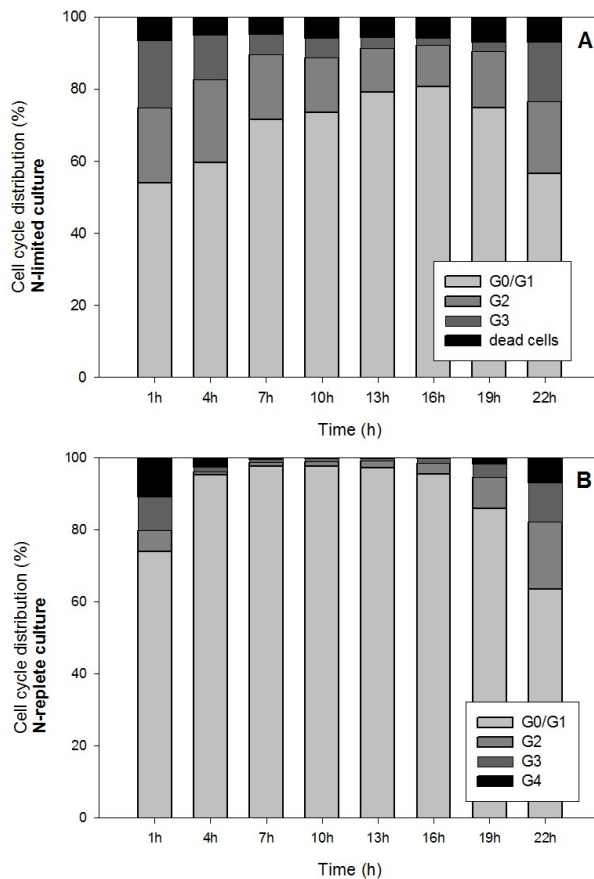 A
Cell cycle distribution (%)
N-limited culture
100
80
60
40
20
0
G0/G1
G2
G3
dead cells
1h 4h 7h 10h 13h 16h 19h 22h
Time (h)
B
Cell cycle distribution (%)
N-replete culture
100
80
60
40
20
0
G0/G1
G2
G3
G4
1h 4h 7h 10h 13h 16h 19h 22h
Time (h)